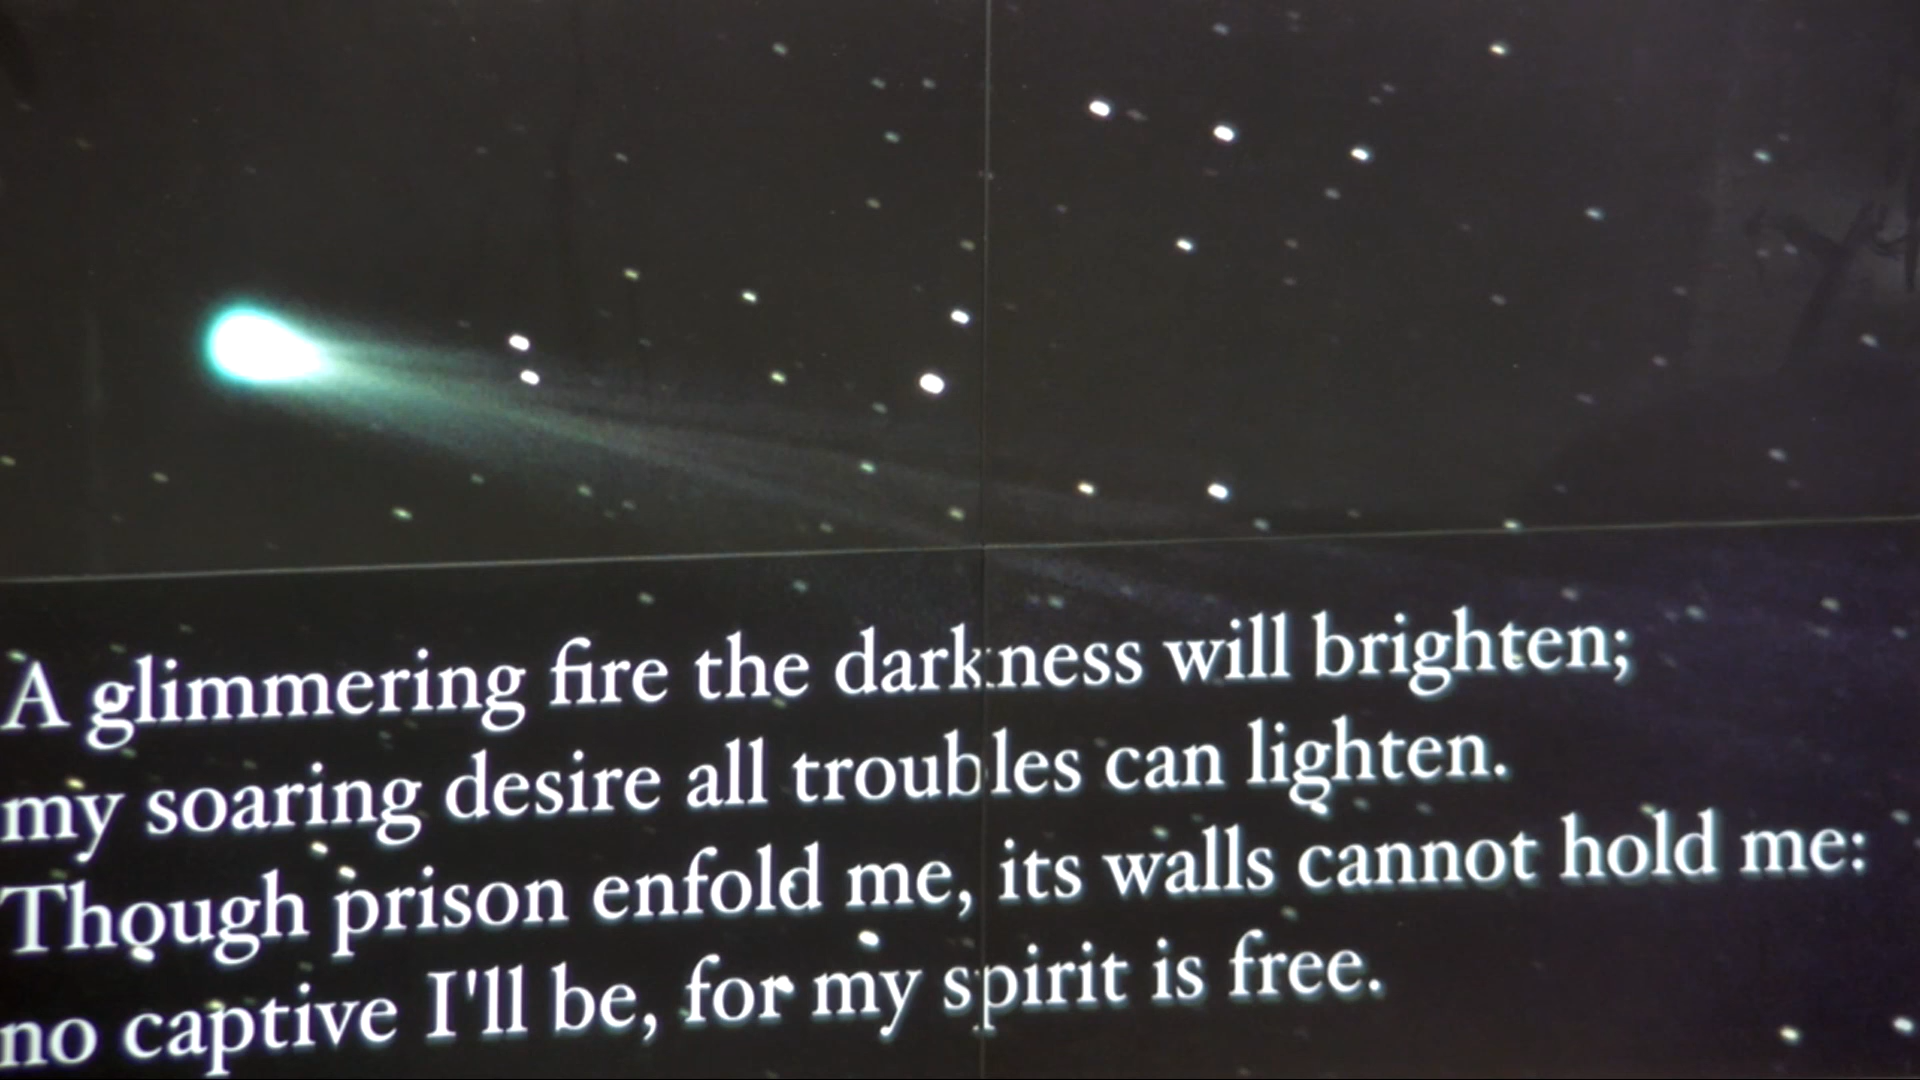 A glimmering fire the darkness will brighten;
my soaring desire all troubles can lighten.
Though prison enfold me, its walls cannot hold me:
no captive I'll be, for my spirit is free.